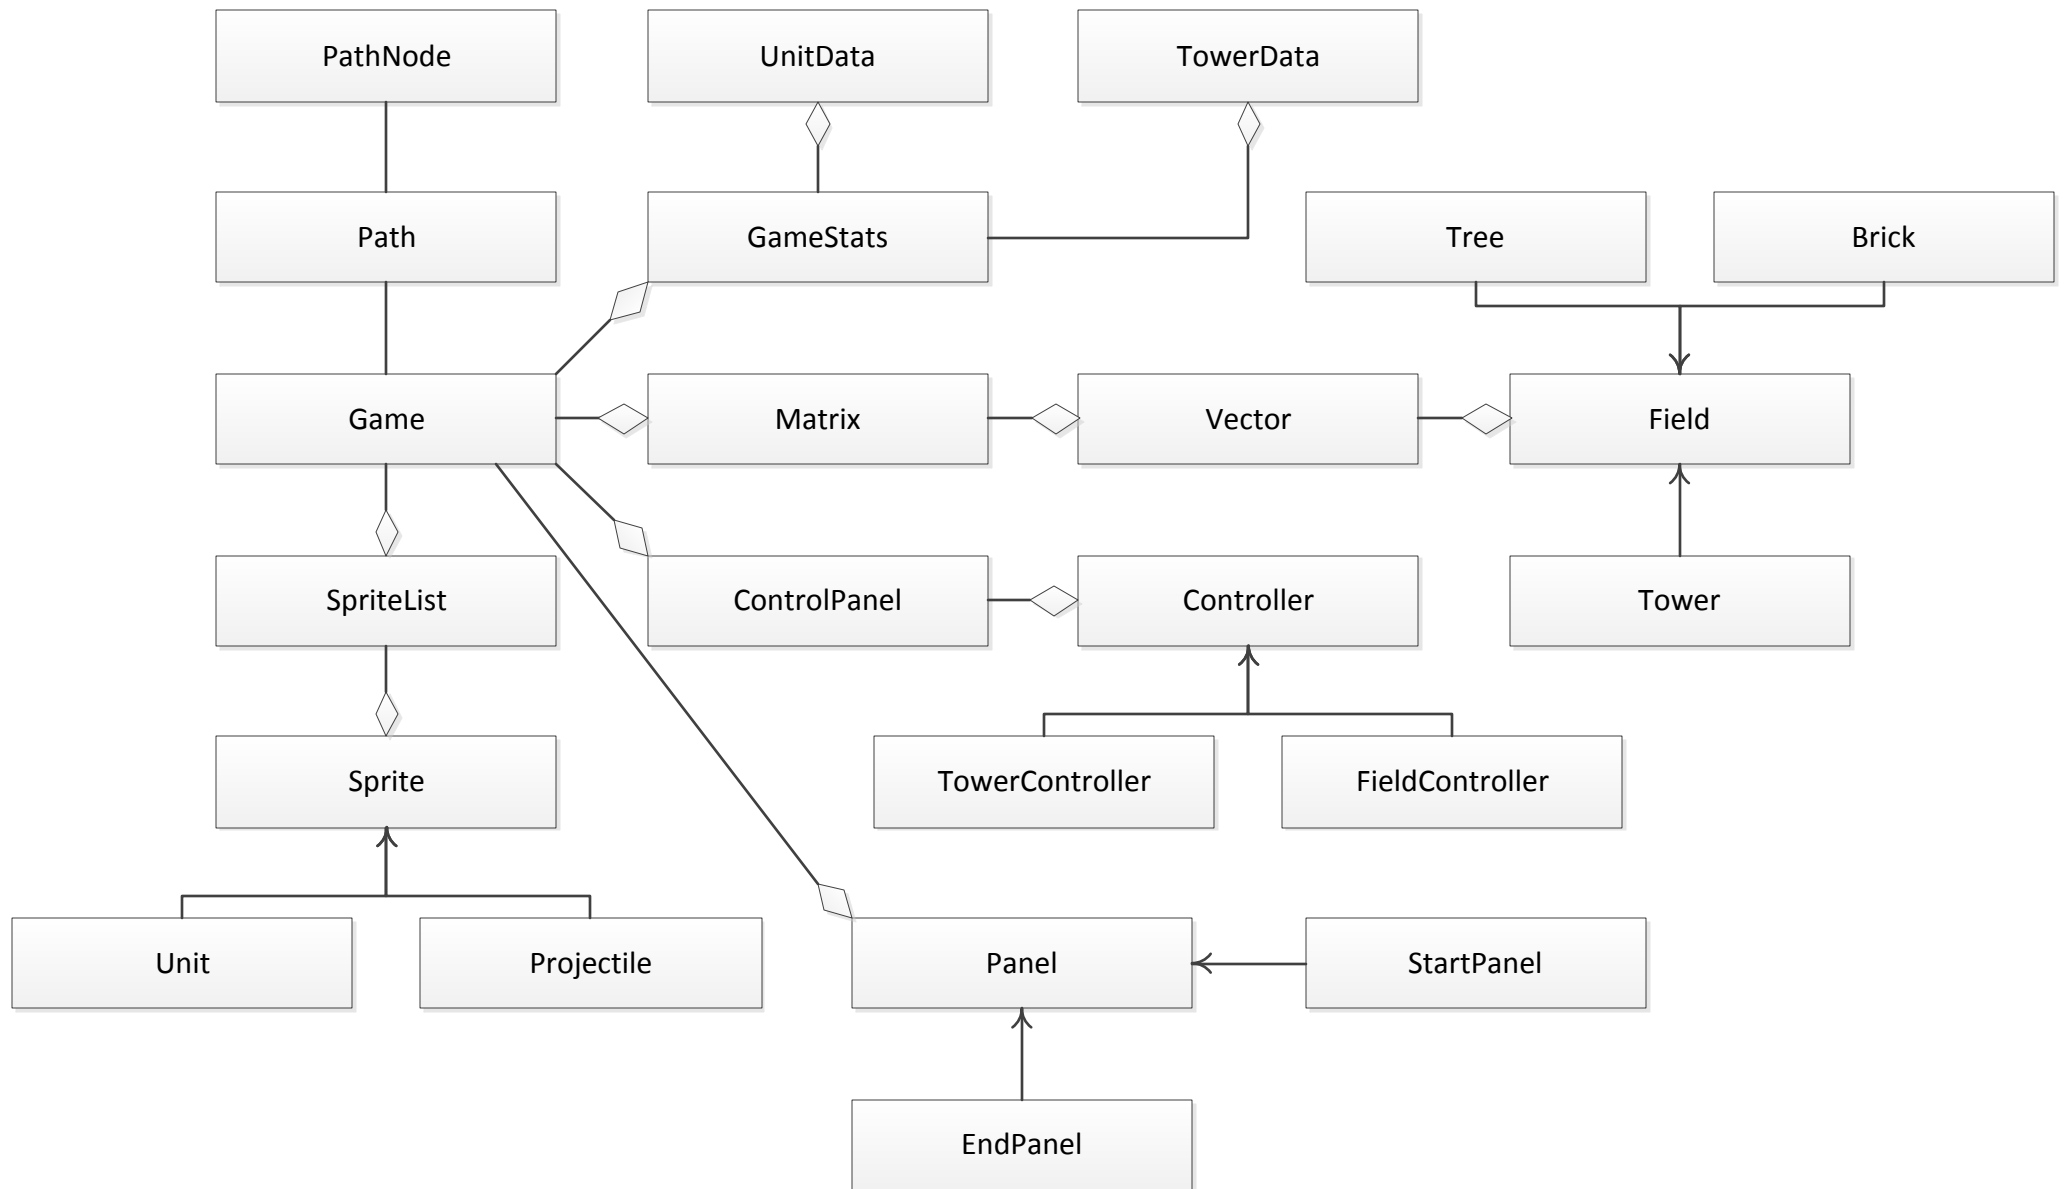 PathNode
UnitData
TowerData
Path
GameStats
Tree
Brick
Game
Matrix
Vector
Field
SpriteList
ControlPanel
Controller
Tower
Sprite
TowerController
FieldController
Unit
Projectile
Panel
StartPanel
EndPanel